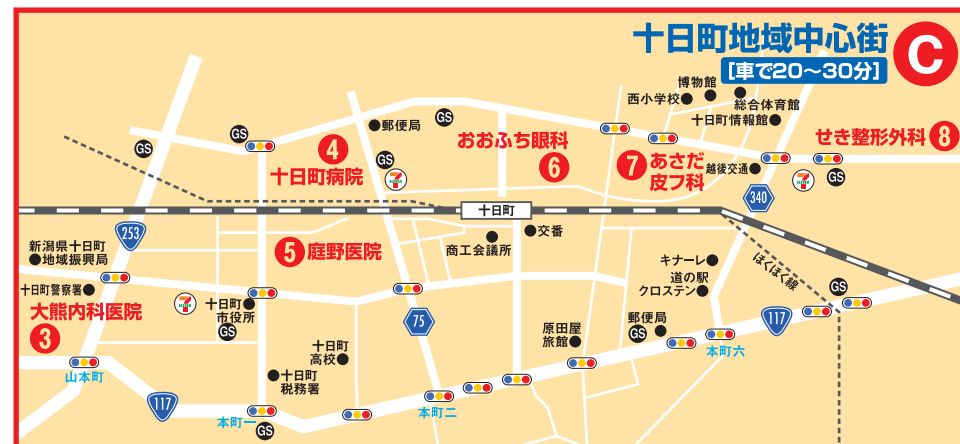 十日町地域中心街
C
[車で20〜30分]
博物館
西小学校
総合体育館
十日町情報館
せき整形外科 8
GS
GS
GS
郵便局
おおふち眼科
6
4
十日町病院
GS
7
ELEVEN
7
あさだ
皮フ科
越後交通
7
ELEVEN
GS
340
十日町
253
新潟県十日町
地域振興局
5 庭野医院
商工会議所
交番
キナーレ
道の駅
クロステン
ほくほく線
十日町警察署
大熊内科医院
3
7
ELEVEN
十日町
市役所
GS
75
原田屋
旅館
郵便局
GS
117
GS
本町六
十日町
高校
山本町
十日町
税務署
117
本町一
GS
本町二